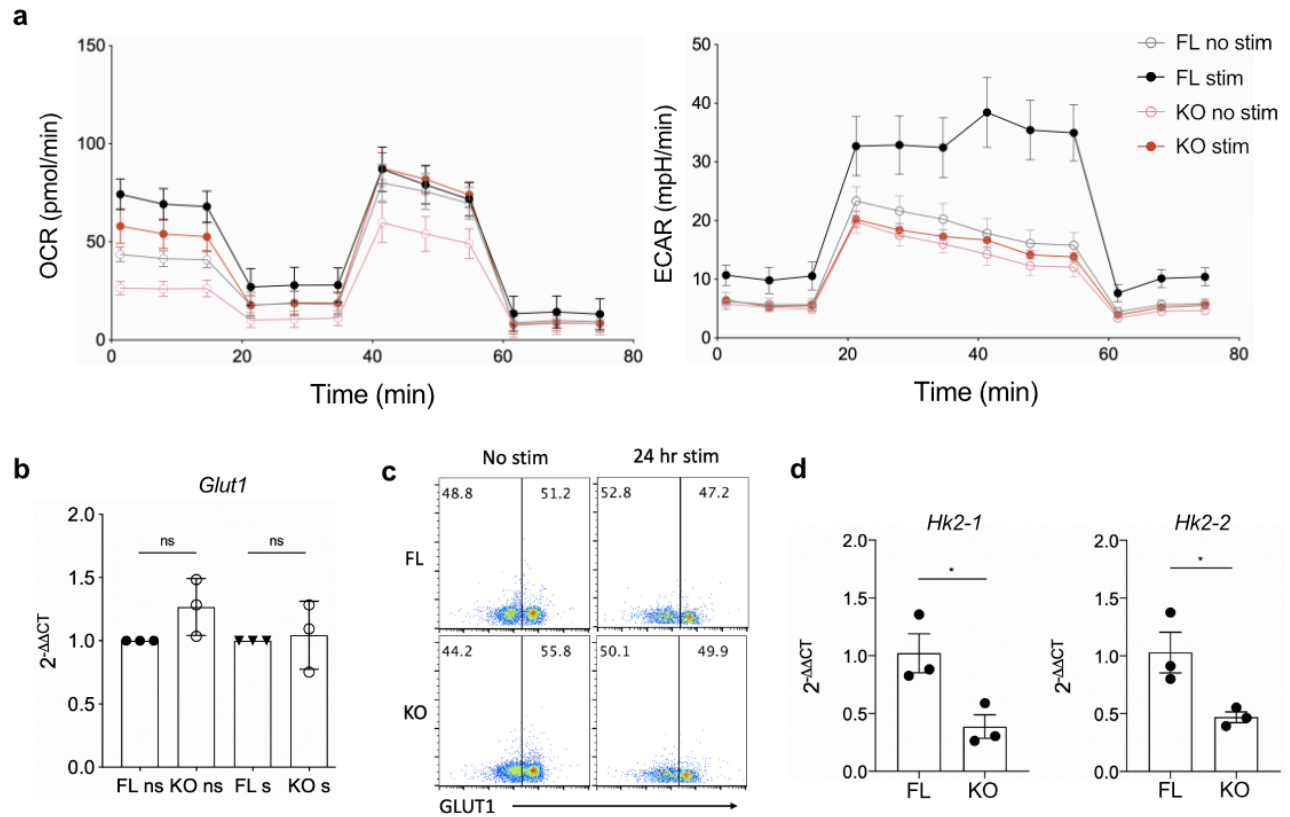 a
150
100
50
0
OCR (pmol/min)
0 20 40 60 80
Time (min)
50
40
30
20
10
0
ECAR (mpH/min)
0 20 40 60 80
Time (min)
FL no stim
FL stim
KO no stim
KO stim
b
Glut1
2.0
1.5
1.0
0.5
0.0
2-ΔΔCT
ns ns
FL ns KO ns FL s KO s
c
No stim 24 hr stim
FL
48.8 51.2 52.8 47.2
KO
44.2 55.8 50.1 49.9
GLUT1
d
Hk2-1
2.0
1.5
1.0
0.5
0.0
2-ΔΔCT
*
FL KO
Hk2-2
2.0
1.5
1.0
0.5
0.0
2-ΔΔCT
*
FL KO